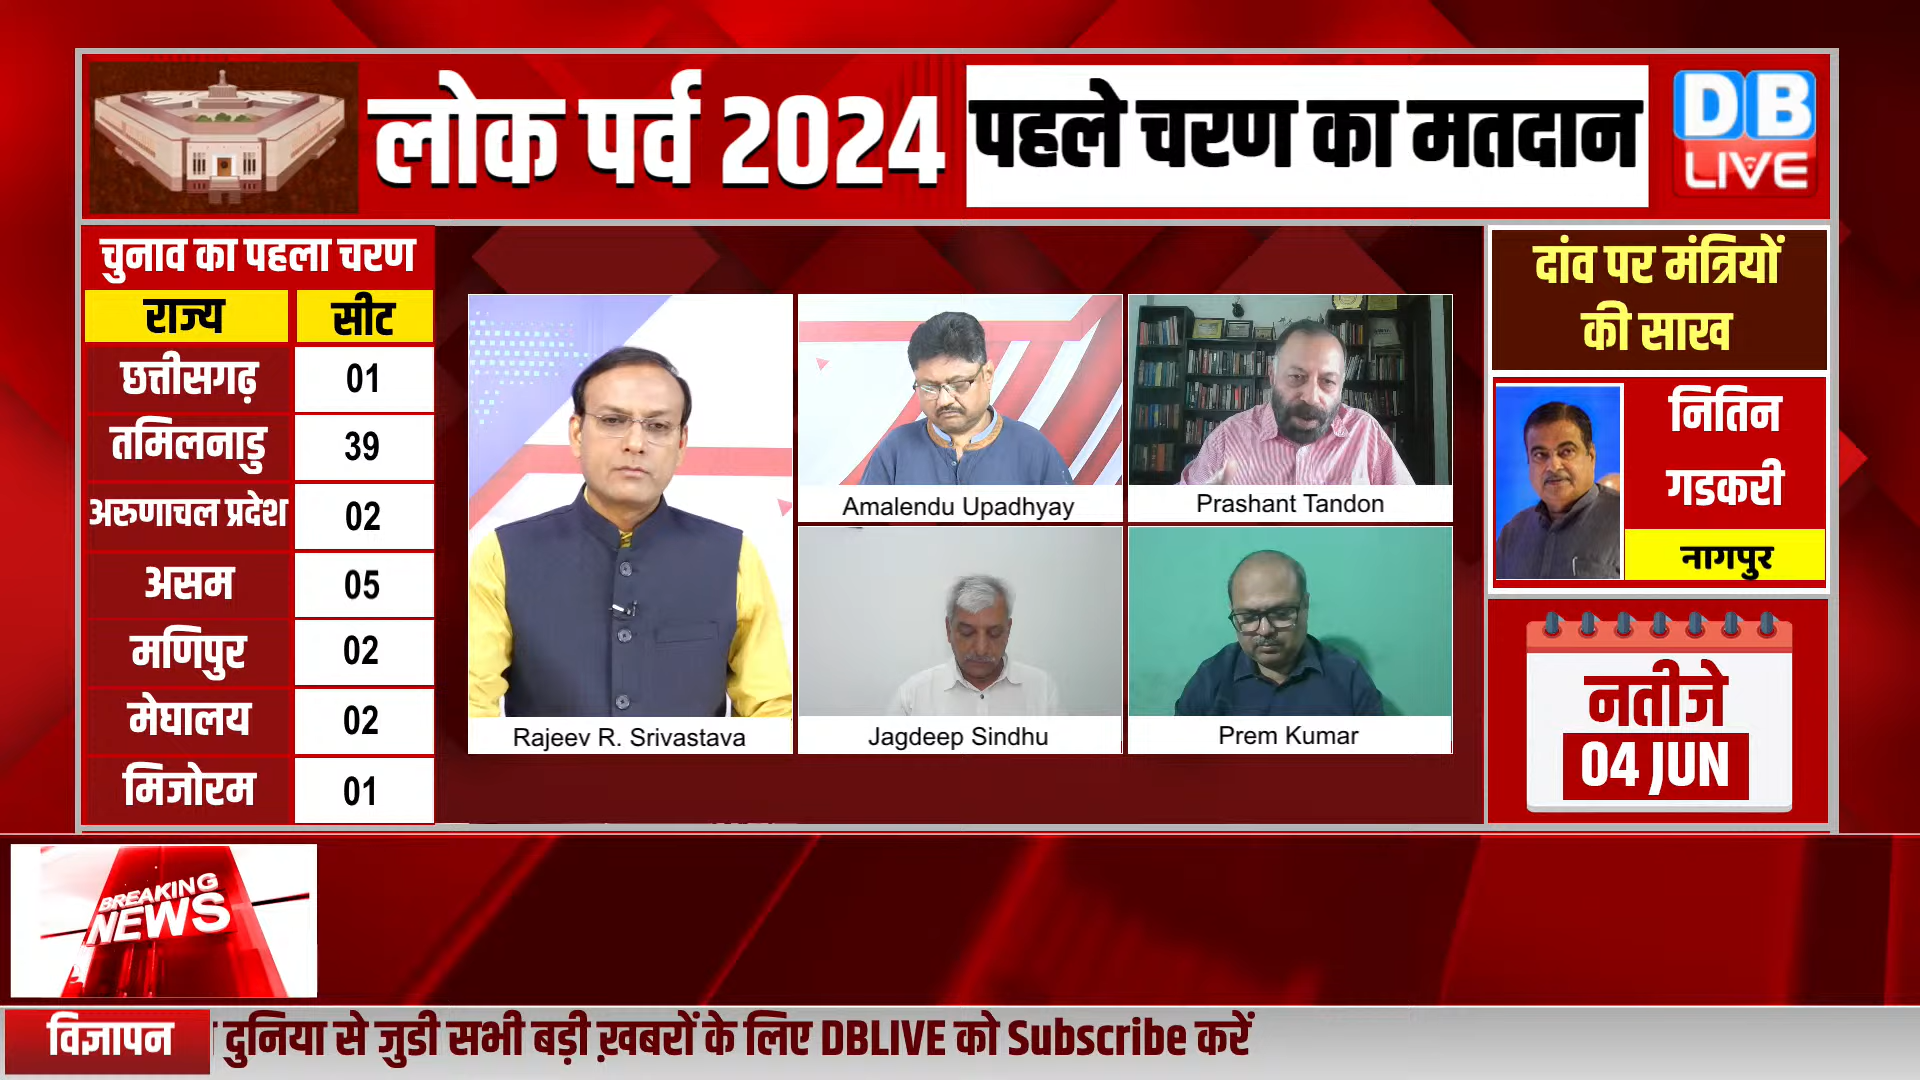 लोक पर्व 2024
पहले चरण का मतदान
DB
LIVE
चुनाव का पहला चरण
राज्य सीट
छत्तीसगढ़ 01
तमिलनाडु 39
अरुणाचल प्रदेश 02
असम 05
मणिपुर 02
मेघालय 02
मिजोरम 01
Rajeev R. Srivastava
Amalendu Upadhyay
Prashant Tandon
Jagdeep Sindhu
Prem Kumar
दांव पर मंत्रियों
की साख
नितिन
गडकरी
नागपुर
नतीजे
04 JUN
BREAKING
NEWS
विज्ञापन
दुनिया से जुडी सभी बड़ी ख़बरों के लिए DBLIVE को Subscribe करें